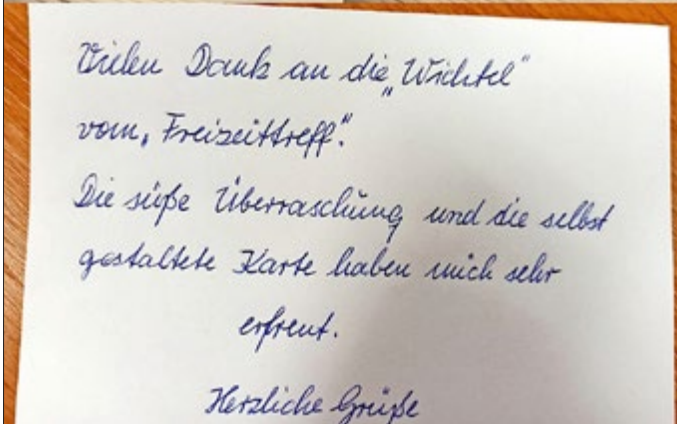 Vielen Dank an die „Wichtel“
vom „Freizeittreff“.
Die süße Überraschung und die selbst
gestaltete Karte haben mich sehr
erfreut.
Herzliche Grüße